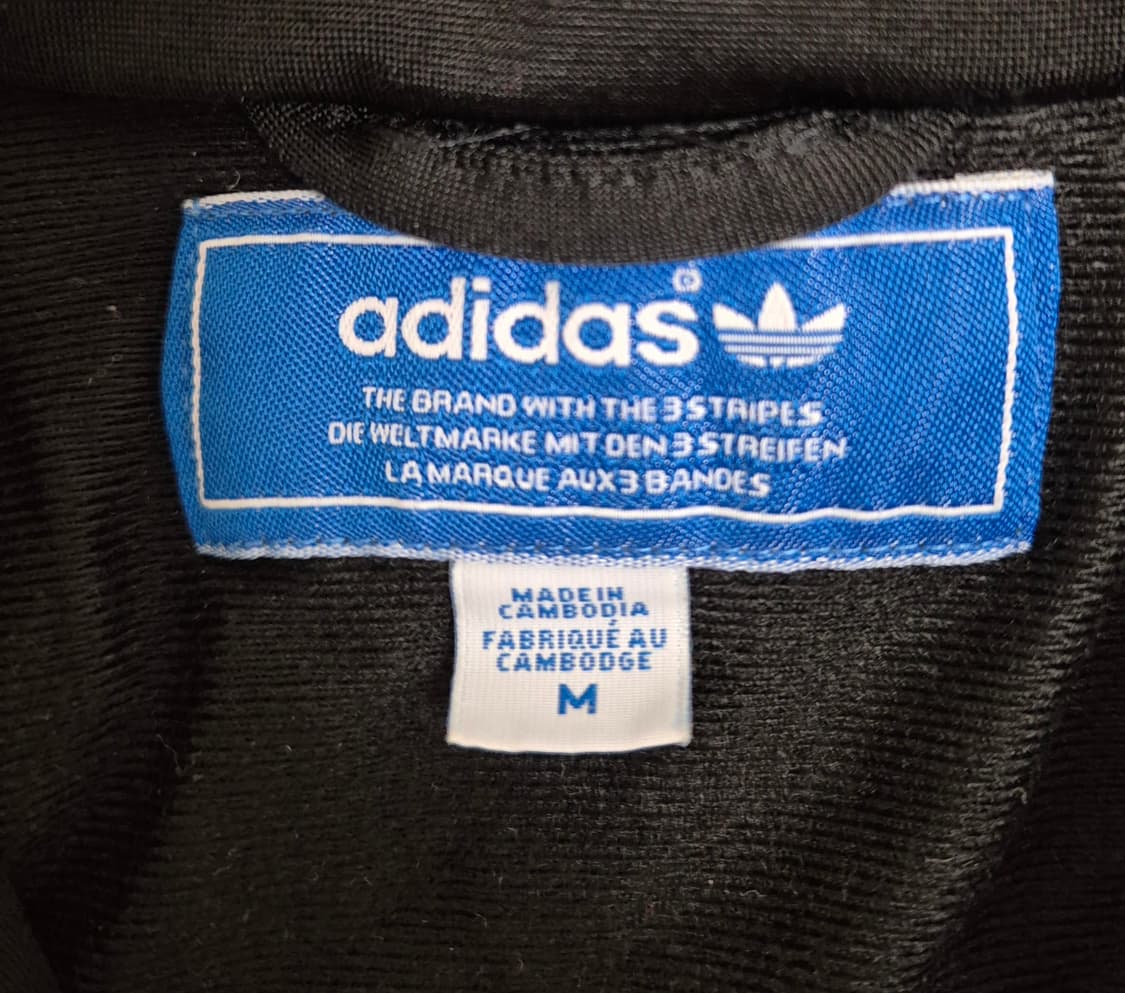 adidas®
THE BRAND WITH THE 3 STRIPES
DIE WELTMARKE MIT DEN 3 STREIFEN
LA MARQUE AUX 3 BANDES
MADE IN
CAMBODIA
FABRIQUÉ AU
CAMBODGE
M